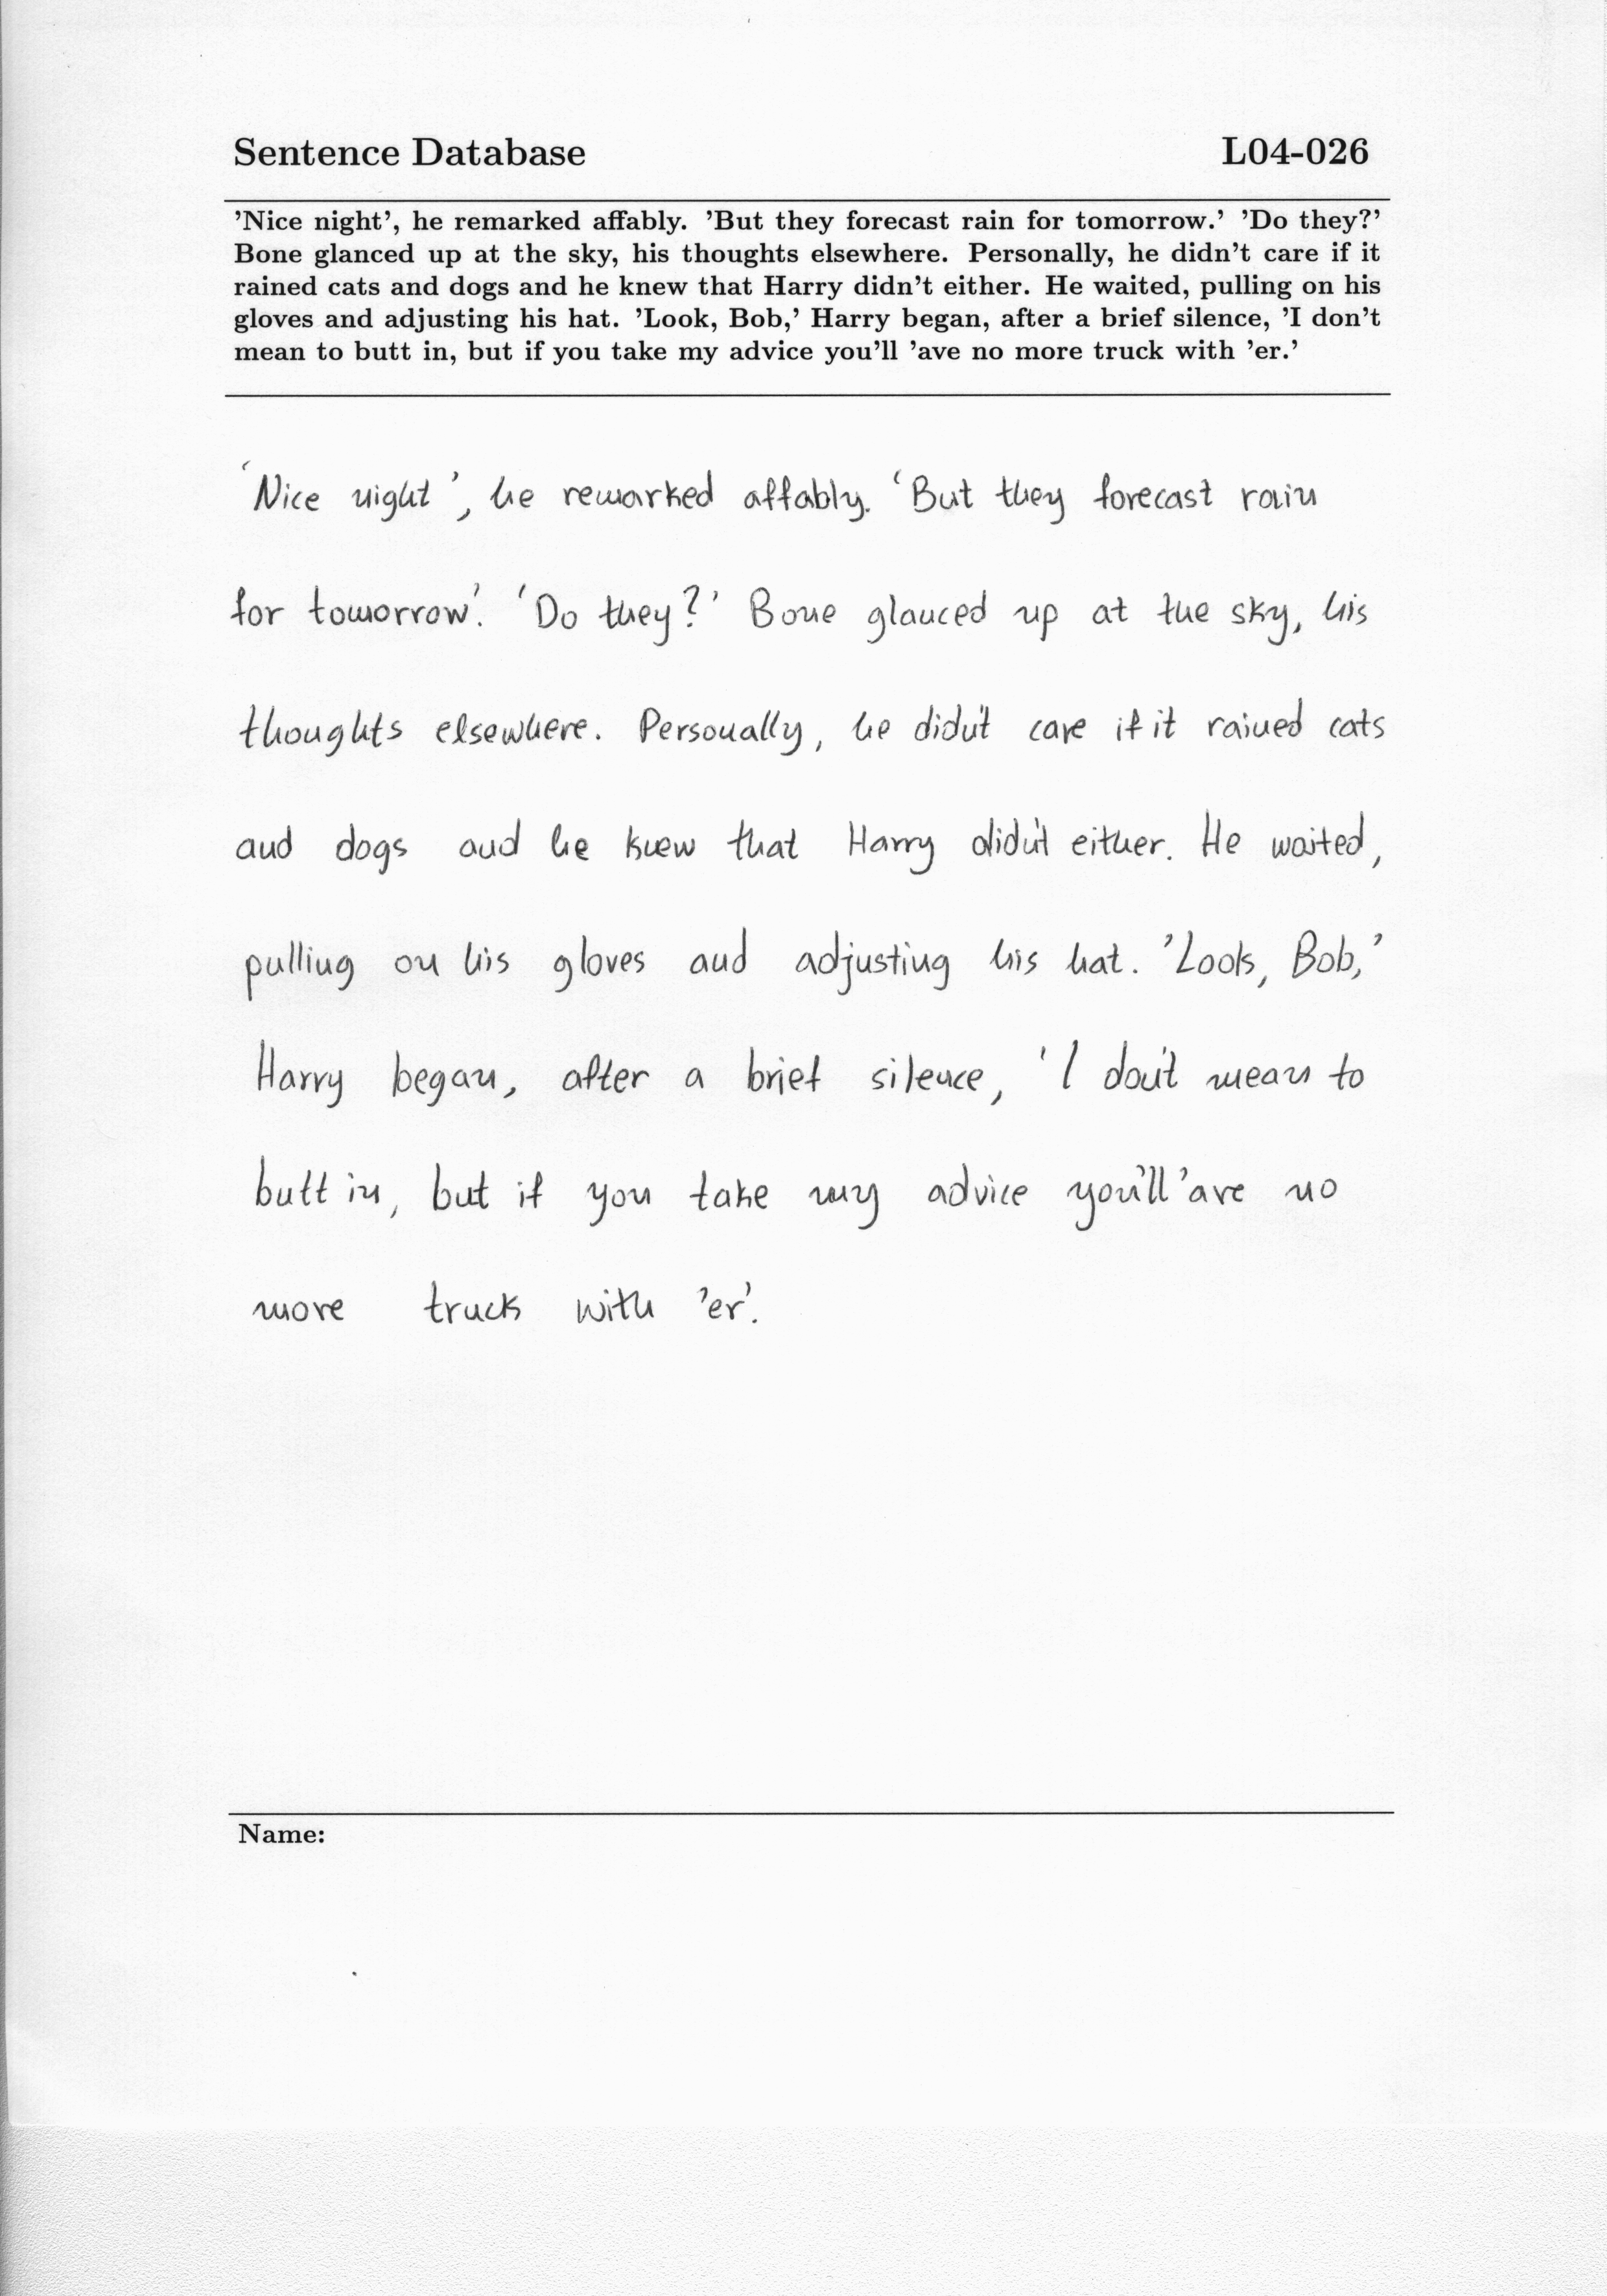 Sentence Database L04-026
'Nice night', he remarked affably. 'But they forecast rain for tomorrow.' 'Do they?'
Bone glanced up at the sky, his thoughts elsewhere. Personally, he didn't care if it
rained cats and dogs and he knew that Harry didn't either. He waited, pulling on his
gloves and adjusting his hat. 'Look, Bob,' Harry began, after a brief silence, 'I don't
mean to butt in, but if you take my advice you'll 'ave no more truck with 'er.'
'Nice night', he remarked affably. 'But they forecast rain
for tomorrow'. 'Do they?' Bone glanced up at the sky, his
thoughts elsewhere. Personally, he didn't care if it rained cats
and dogs and he knew that Harry didn't either. He waited,
pulling on his gloves and adjusting his hat. 'Look, Bob,'
Harry began, after a brief silence, 'I don't mean to
butt in, but if you take my advice you'll 'ave no
more truck with 'er'.
Name: